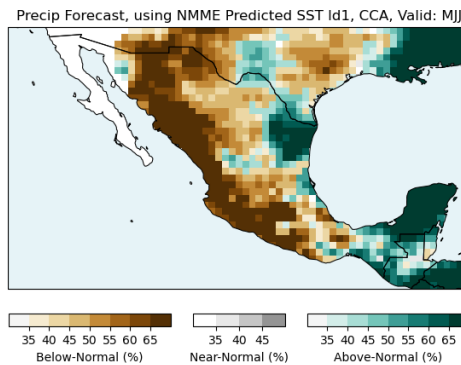 Precip Forecast, using NMME Predicted SST ld1, CCA, Valid: MJJ
35 40 45 50 55 60 65
35 40 45
35 40 45 50 55 60 65
Below-Normal (%)
Near-Normal (%)
Above-Normal (%)